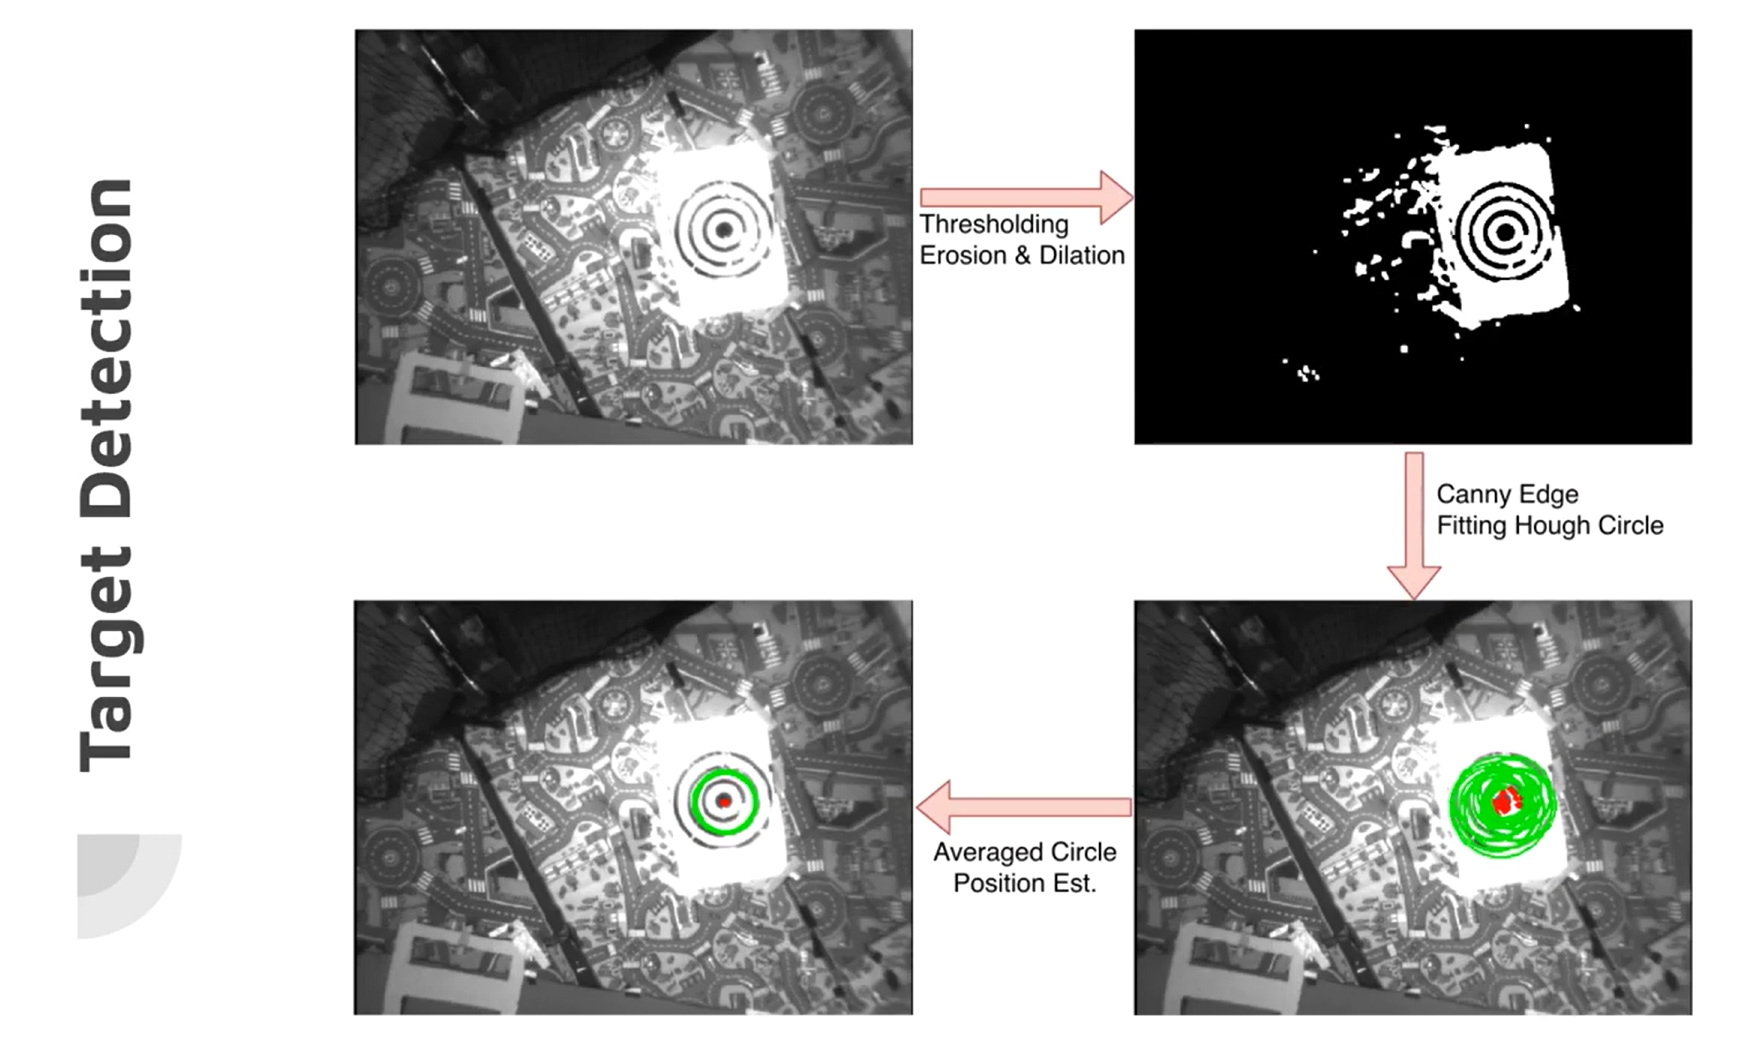 Target Detection
Thresholding
Erosion & Dilation
Canny Edge
Fitting Hough Circle
Averaged Circle
Position Est.